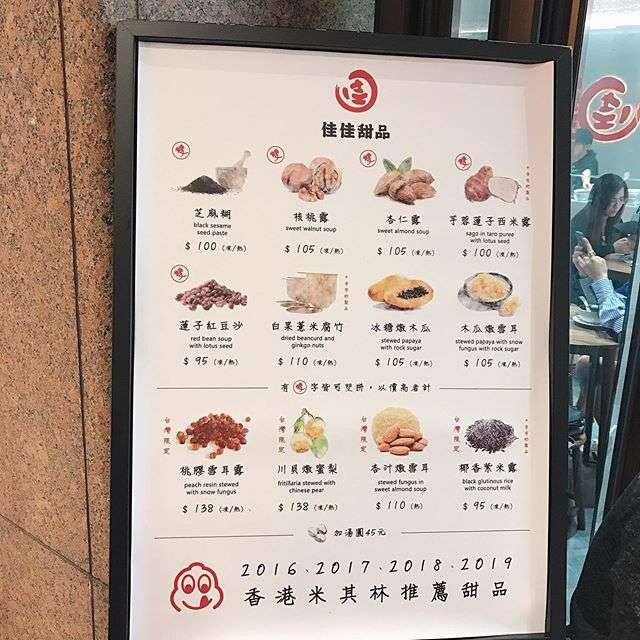 佳佳甜品
芝麻糊 核桃露 杏仁露 芋蓉蓮子西米露
black sesame seed paste sweet walnut soup sweet almond soup sago in taro puree with lotus seed
$ 100 (凍/熱) $ 105 (凍/熱) $ 105 (凍/熱) $ 100 (凍/熱)
蓮子紅豆沙 白果薏米腐竹 冰糖燉木瓜 木瓜燉雪耳
red bean soup with lotus seed dried beancurd and ginkgo nuts stewed papaya with rock sugar stewed papaya with snow fungus with rock sugar
$ 95 (凍/熱) $ 110 (凍/熱) $ 105 (凍/熱) $ 105 (凍/熱)
字皆可雙拼,以價高者計
台灣限定 台灣限定 台灣限定 台灣限定
桃膠雪耳露 川貝燉蜜梨 杏汁燉雪耳 椰香紫米露
peach resin stewed with snow fungus fritillaria stewed with chinese pear stewed fungus in sweet almond soup black glutinous rice with coconut milk
$ 138 (凍/熱) $ 138 (凍/熱) $ 110 (熱) $ 95 (凍/熱)
加湯圓45元
2016、2017、2018、2019
香港米其林推薦甜品